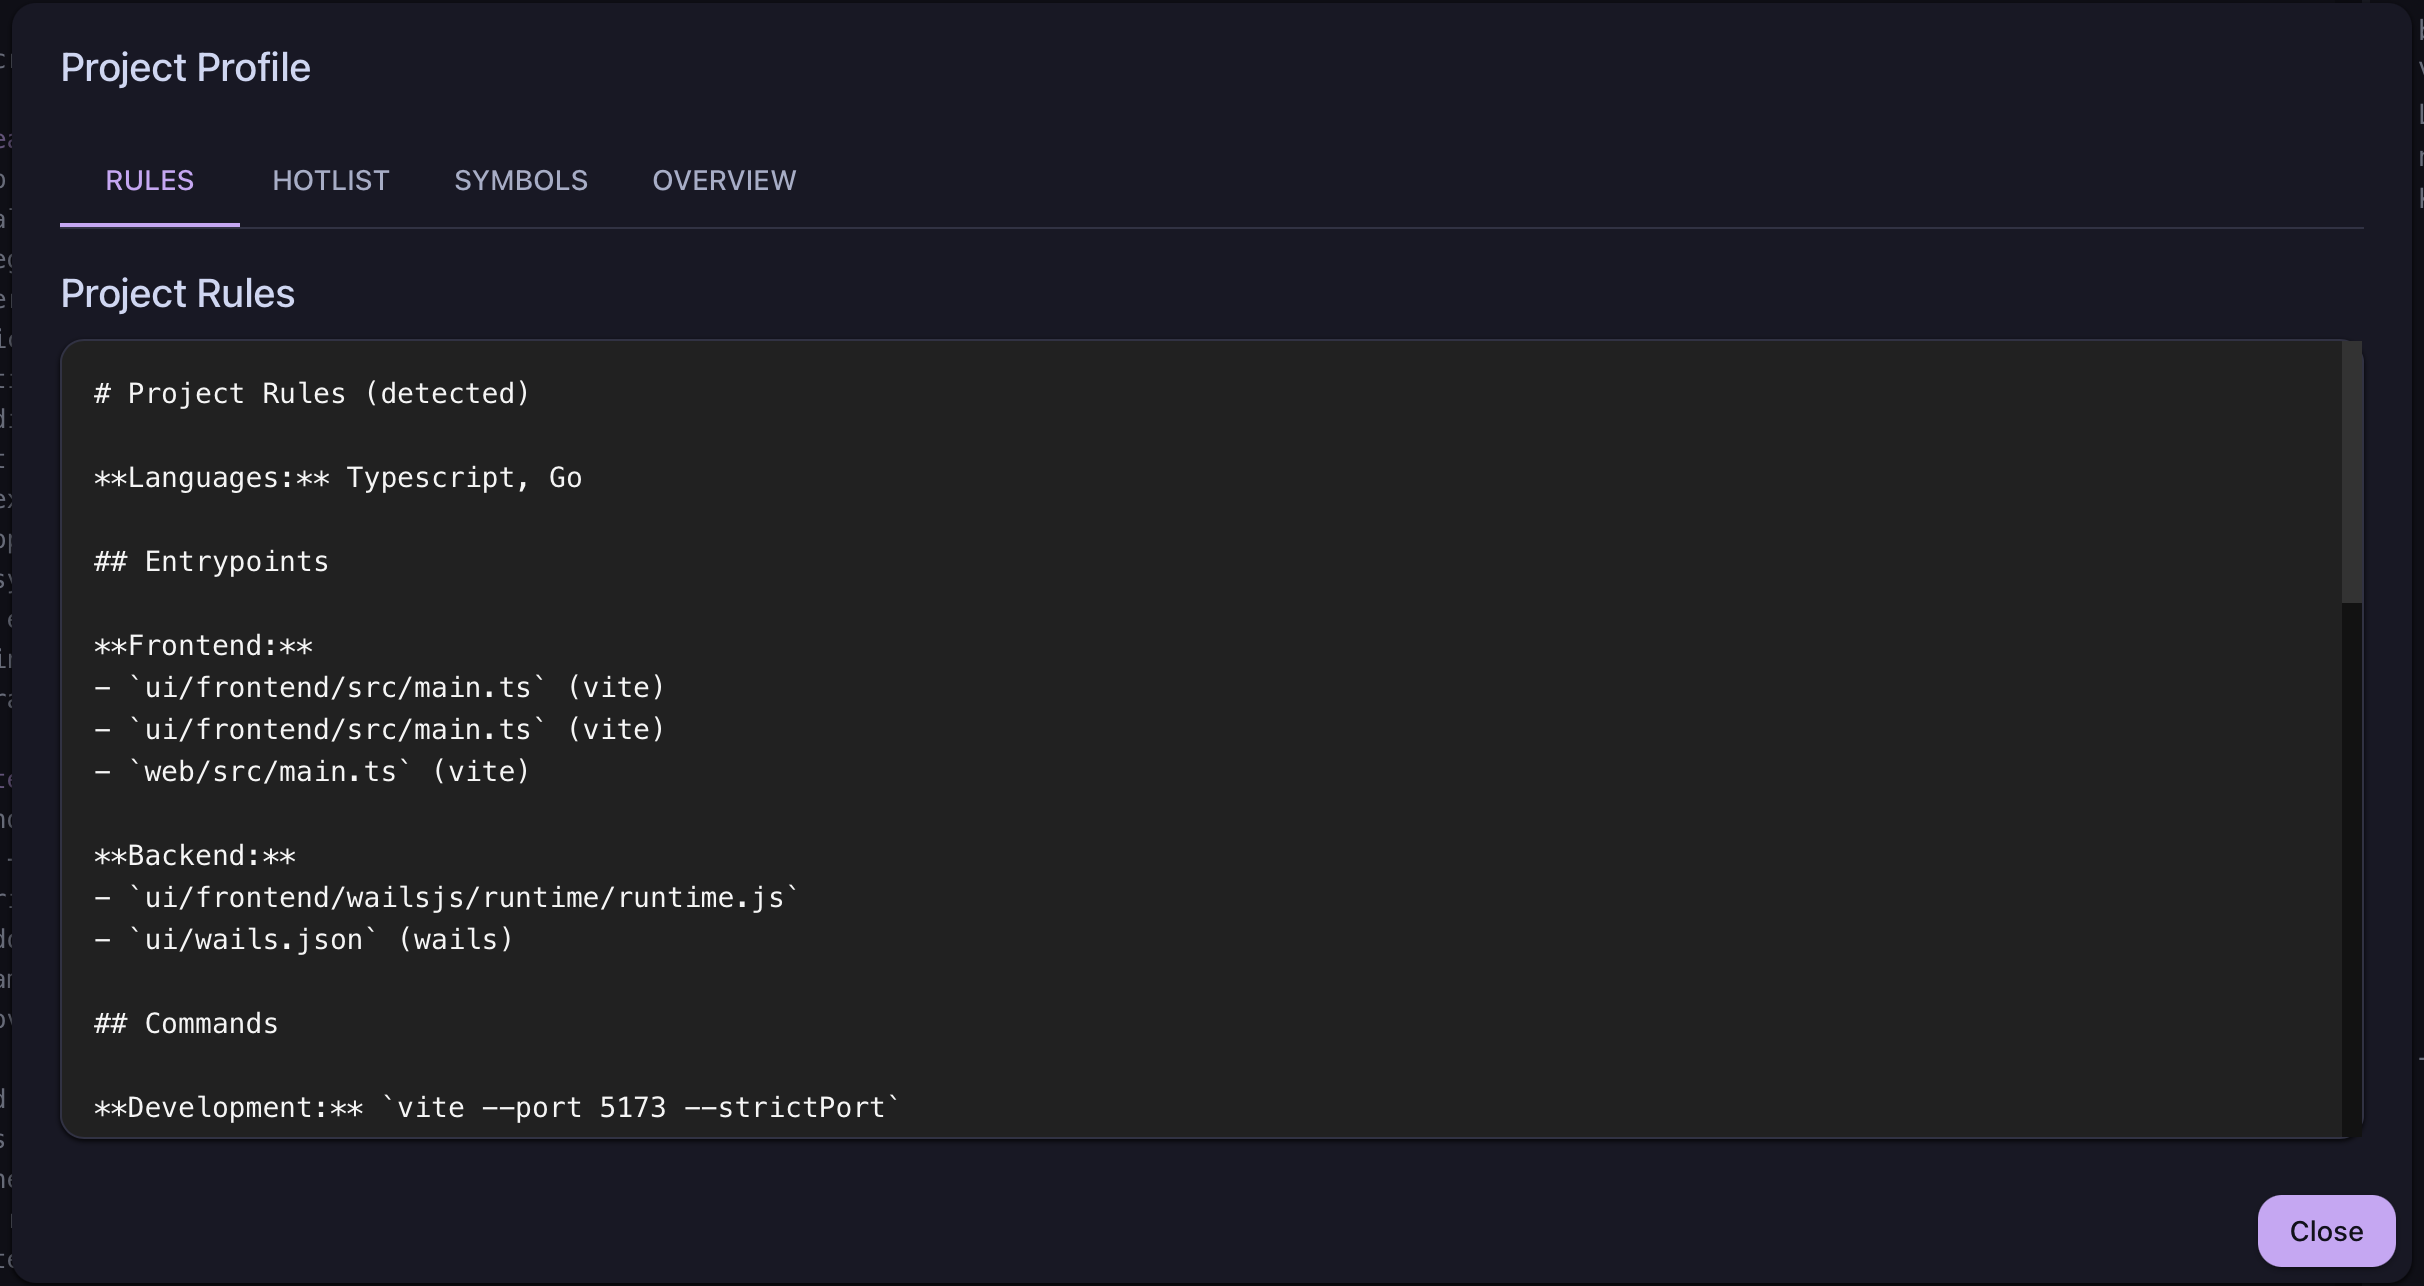 Project Profile
RULES HOTLIST SYMBOLS OVERVIEW
Project Rules
# Project Rules (detected)
**Languages:** Typescript, Go
## Entrypoints
**Frontend:**
- `ui/frontend/src/main.ts` (vite)
- `ui/frontend/src/main.ts` (vite)
- `web/src/main.ts` (vite)
**Backend:**
- `ui/frontend/wailsjs/runtime/runtime.js`
- `ui/wails.json` (wails)
## Commands
**Development:** `vite --port 5173 --strictPort`
Close